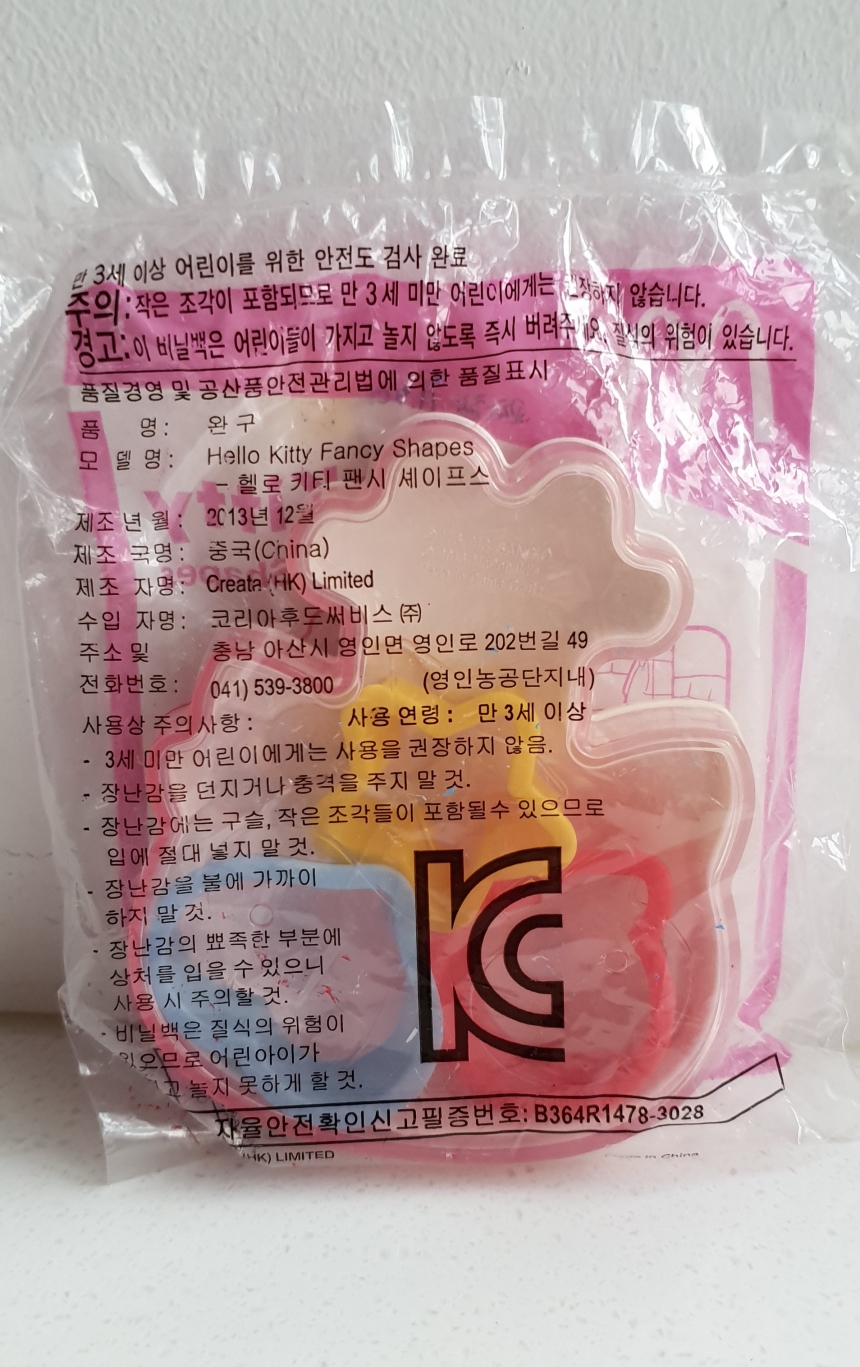 만 3세 이상 어린이를 위한 안전도 검사 완료
주의: 작은 조각이 포함되므로 만 3세 미만 어린이에게는 권장하지 않습니다.
경고: 이 비닐백은 어린이들이 가지고 놀지 않도록 즉시 버려주세요. 질식의 위험이 있습니다.
품질경영 및 공산품안전관리법에 의한 품질표시
품 명: 완구
모 델 명: Hello Kitty Fancy Shapes
- 헬로 키티 팬시 셰이프스
제조 년 월: 2013년 12월
제조 국명: 중국(China)
제조 자명: Creata (HK) Limited
수입 자명: 코리아후드써비스 ㈜
주소 및 충남 아산시 영인면 영인로 202번길 49
전화번호: 041) 539-3800 (영인농공단지내)
사용상 주의사항: 사용 연령: 만 3세 이상
- 3세 미만 어린이에게는 사용을 권장하지 않음.
- 장난감을 던지거나 충격을 주지 말 것.
- 장난감에는 구슬, 작은 조각들이 포함될수 있으므로
입에 절대 넣지 말 것.
- 장난감을 불에 가까이
하지 말 것.
- 장난감의 뾰족한 부분에
상처를 입을 수 있으니
사용 시 주의할 것.
- 비닐백은 질식의 위험이
있으므로 어린아이가
놀지 못하게 할 것.
KC
자율안전확인신고필증번호: B364R1478-3028
(HK) LIMITED in China